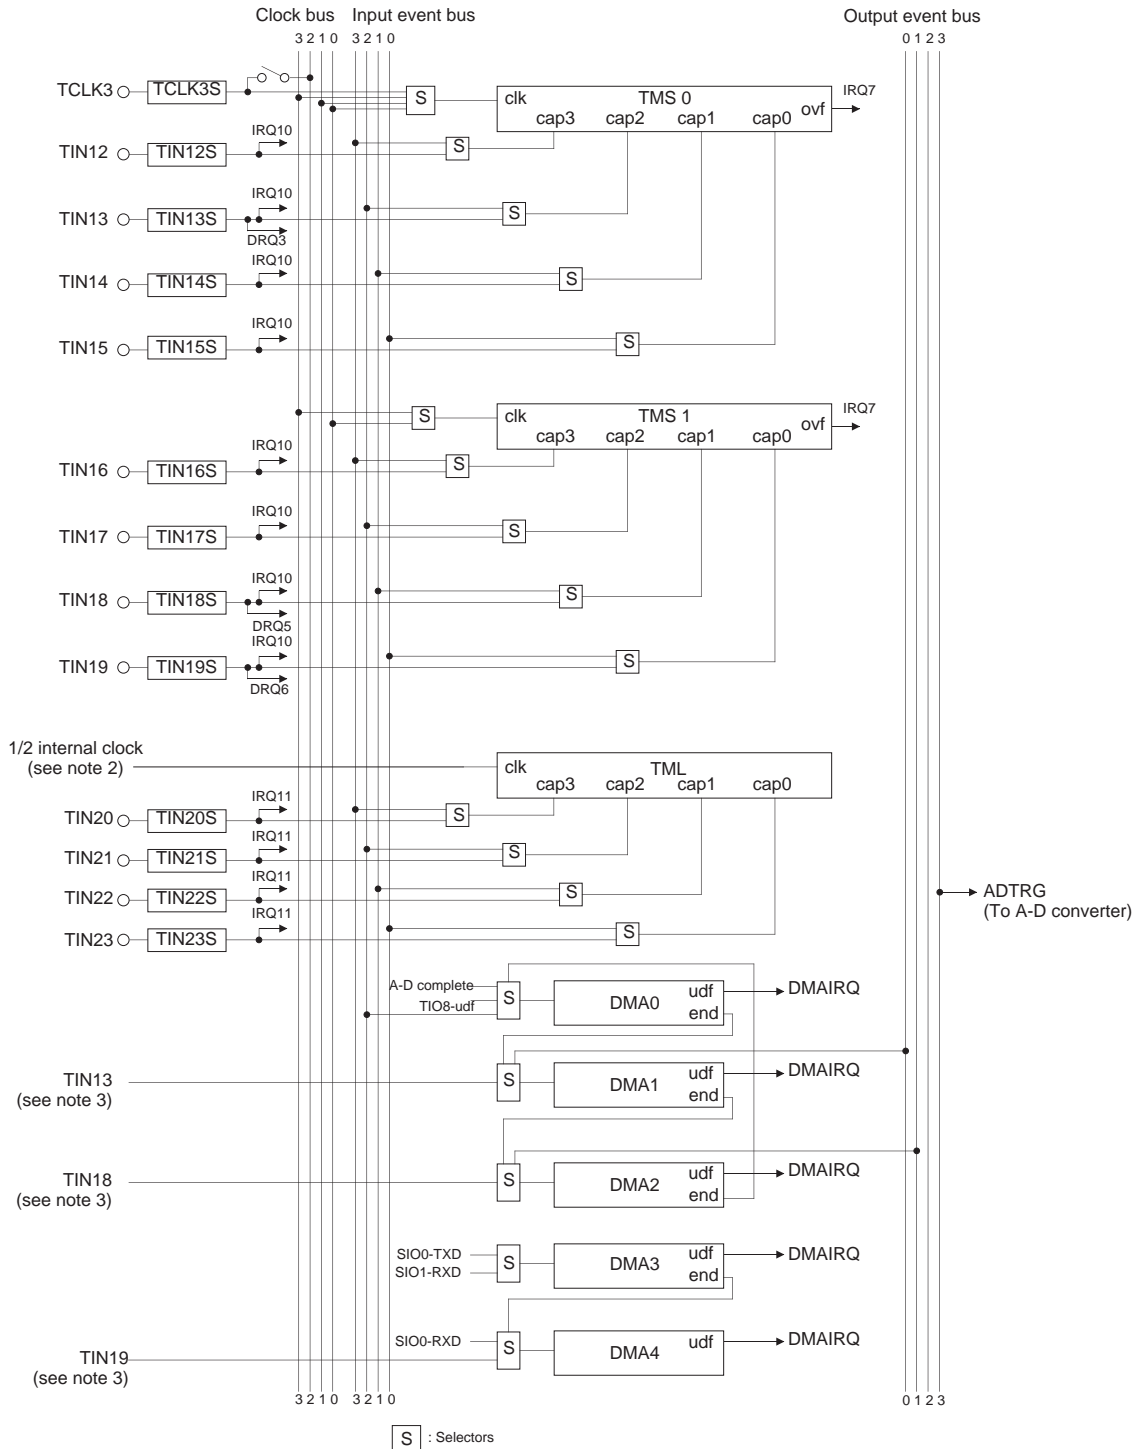 Clock bus Input event bus Output event bus
3 2 1 0 3 2 1 0 0 1 2 3
TCLK3 TCLK3S S clk TMS 0 ovf IRQ7
cap3 cap2 cap1 cap0
IRQ10
TIN12 TIN12S S
IRQ10
TIN13 TIN13S S
DRQ3
IRQ10
TIN14 TIN14S S
IRQ10
TIN15 TIN15S S
S clk TMS 1 ovf IRQ7
cap3 cap2 cap1 cap0
IRQ10
TIN16 TIN16S S
IRQ10
TIN17 TIN17S S
IRQ10
TIN18 TIN18S S
DRQ5
IRQ10
TIN19 TIN19S S
DRQ6
1/2 internal clock
(see note 2)
clk TML
cap3 cap2 cap1 cap0
IRQ11
TIN20 TIN20S S
IRQ11
TIN21 TIN21S S
IRQ11
TIN22 TIN22S S
ADTRG
(To A-D converter)
IRQ11
TIN23 TIN23S S
A-D complete
TIO8-udf
S DMA0 udf DMAIRQ
end
TIN13
(see note 3)
S DMA1 udf DMAIRQ
end
TIN18
(see note 3)
S DMA2 udf DMAIRQ
end
SIO0-TXD
SIO1-RXD
S DMA3 udf DMAIRQ
end
SIO0-RXD
S DMA4 udf DMAIRQ
TIN19
(see note 3)
3 2 1 0 3 2 1 0 0 1 2 3
S : Selectors